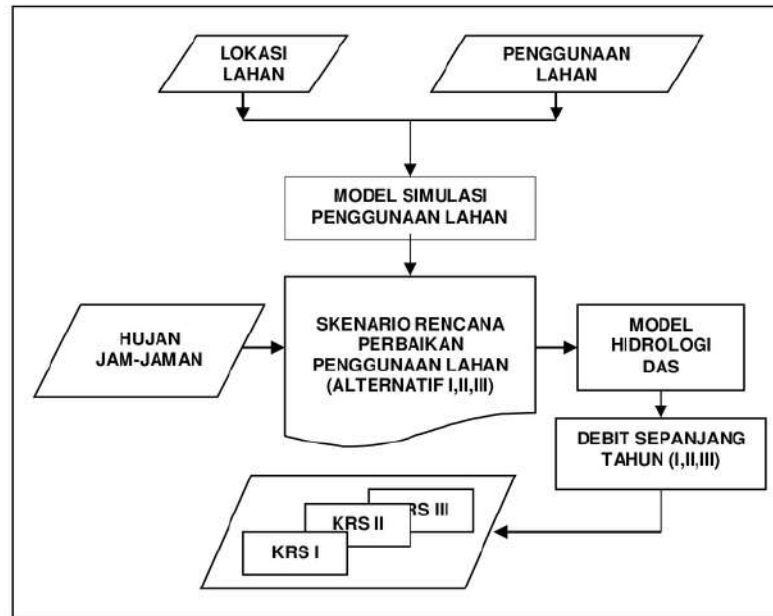 LOKASI
LAHAN
PENGGUNAAN
LAHAN
MODEL SIMULASI
PENGGUNAAN LAHAN
HUJAN
JAM-JAMAN
SKENARIO RENCANA
PERBAIKAN
PENGGUNAAN LAHAN
(ALTERNATIF I,II,III)
MODEL
HIDROLOGI
DAS
DEBIT SEPANJANG
TAHUN (I,II,III)
RS III
KRS II
KRS I